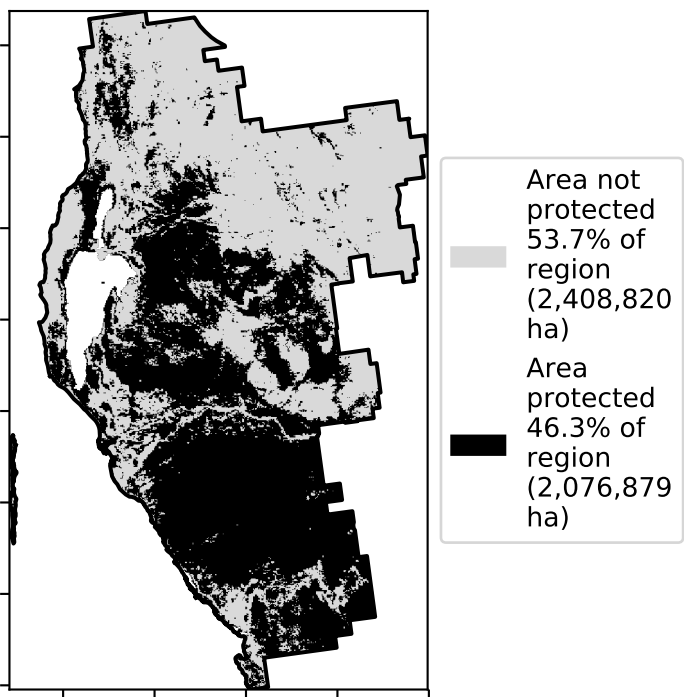 Area not
protected
53.7% of
region
(2,408,820
ha)
Area
protected
46.3% of
region
(2,076,879
ha)